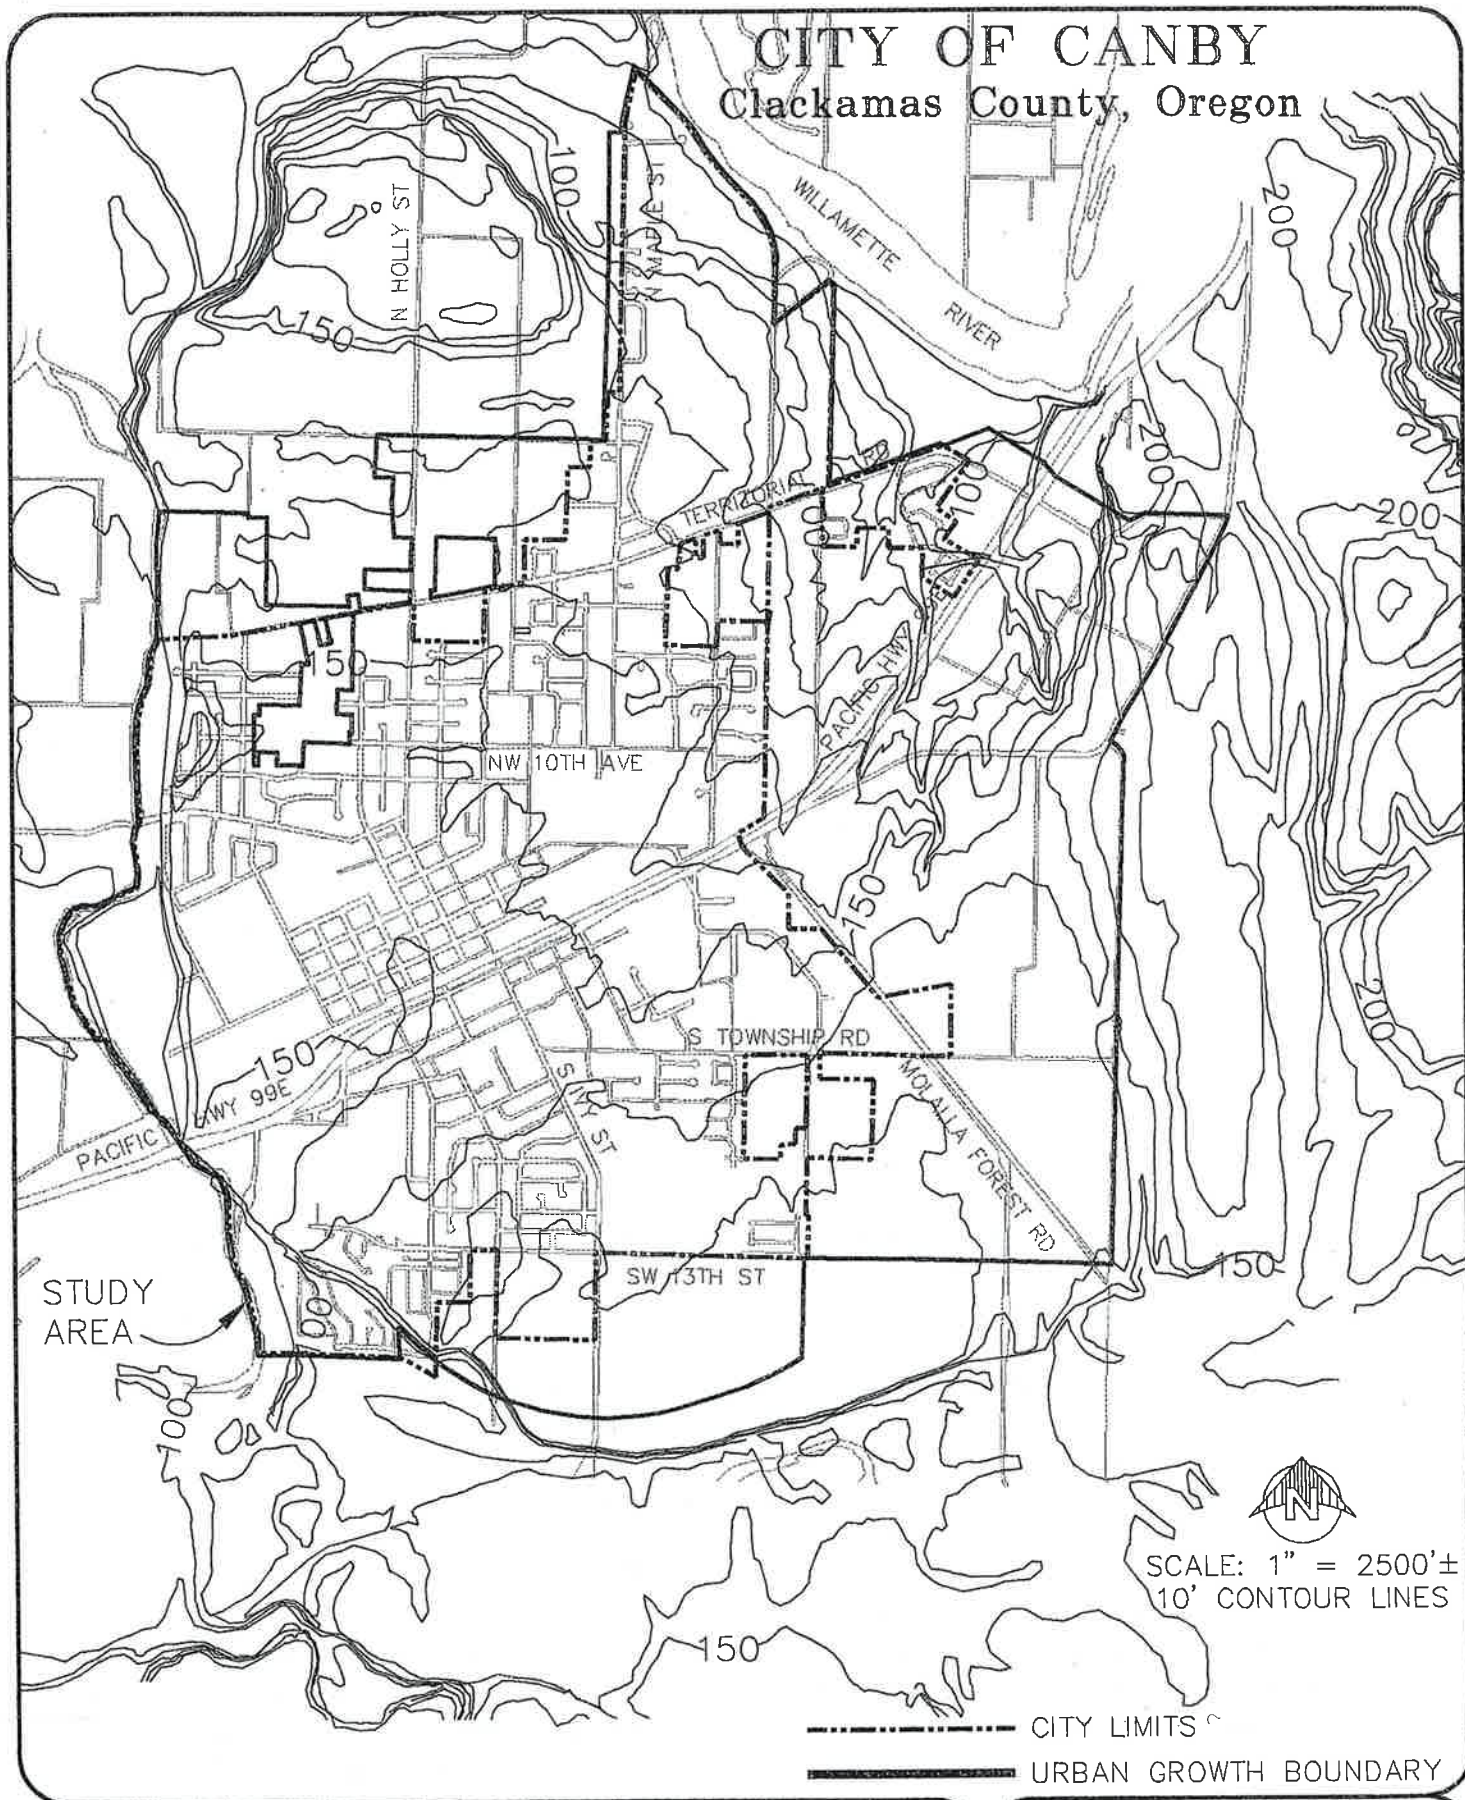 CITY OF CANBY
Clackamas County, Oregon
100
N MAPLE ST
N HOLLY ST
WILLAMETTE
RIVER
200
150
200
200
TERRITORIAL RD
100
150
PACIFIC HWY
NW 10TH AVE
150
200
S TOWNSHIP RD
150
HWY 99E
PACIFIC
S IVY ST
MOLALLA FOREST RD
SW 13TH ST
150
STUDY
AREA
100
N
SCALE: 1" = 2500'±
10' CONTOUR LINES
150
CITY LIMITS
URBAN GROWTH BOUNDARY